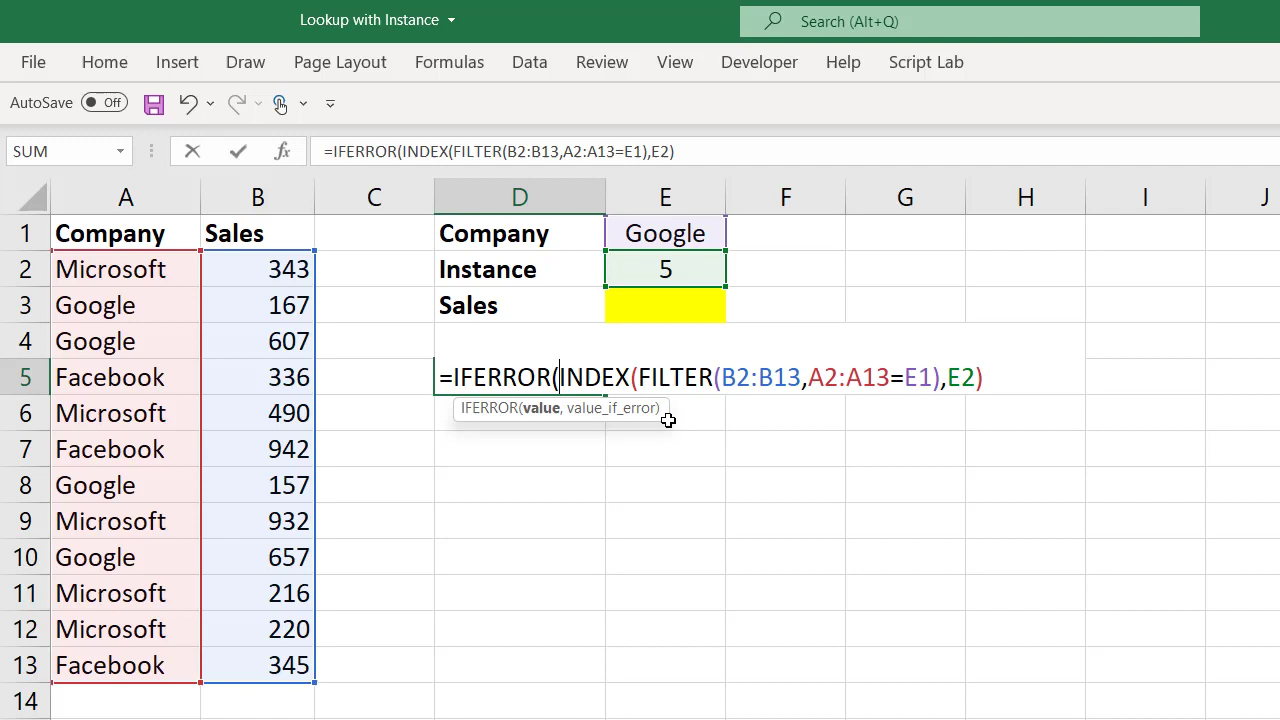 Lookup with Instance
Search (Alt+Q)
File Home Insert Draw Page Layout Formulas Data Review View Developer Help Script Lab
AutoSave Off
SUM fx =IFERROR(INDEX(FILTER(B2:B13,A2:A13=E1),E2)
A B C D E F G H I J
1 Company Sales Company Google
2 Microsoft 343 Instance 5
3 Google 167 Sales
4 Google 607
5 Facebook 336 =IFERROR(INDEX(FILTER(B2:B13,A2:A13=E1),E2)
IFERROR(value, value_if_error)
6 Microsoft 490
7 Facebook 942
8 Google 157
9 Microsoft 932
10 Google 657
11 Microsoft 216
12 Microsoft 220
13 Facebook 345
14